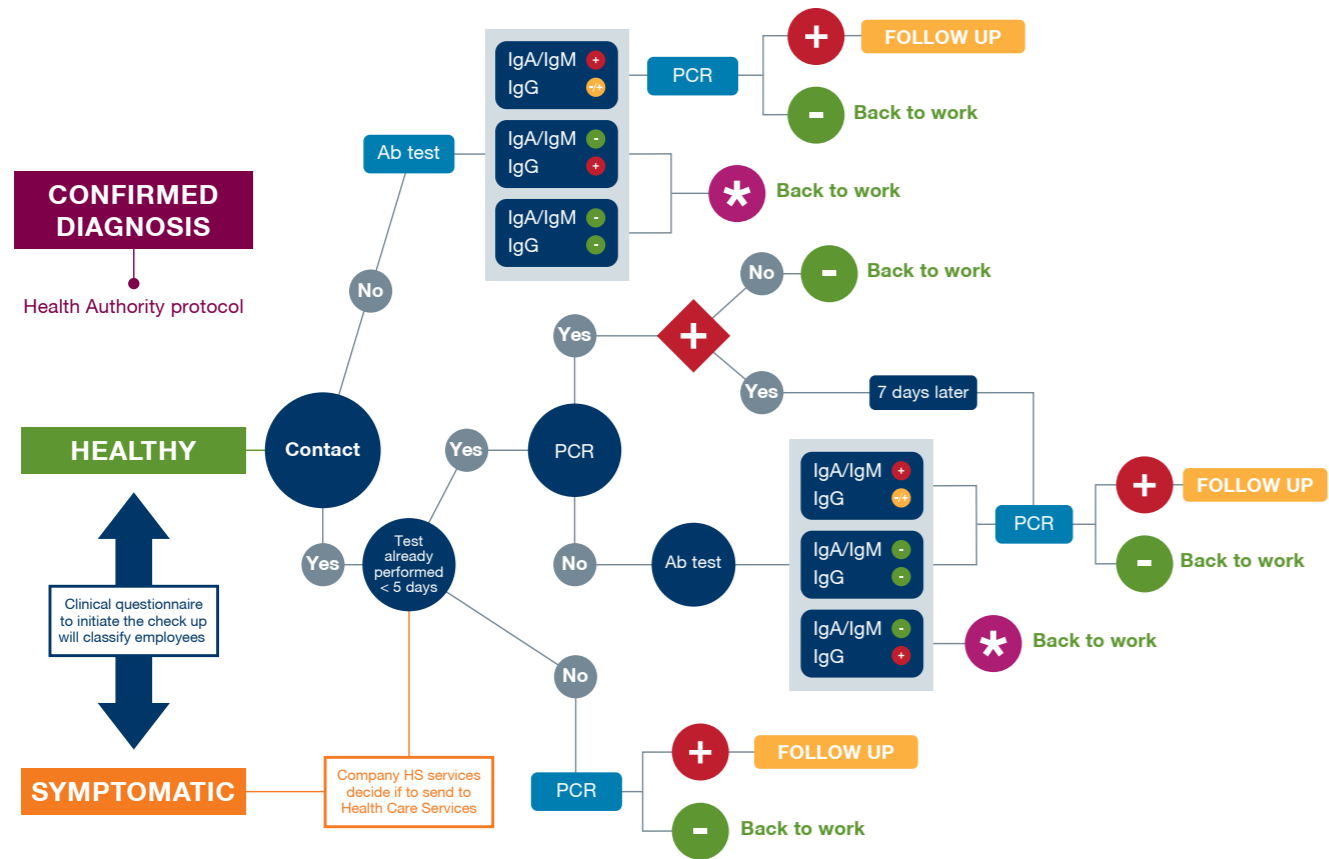 CONFIRMED
DIAGNOSIS
Health Authority protocol
HEALTHY
Clinical questionnaire
to initiate the check up
will classify employees
SYMPTOMATIC
Company HS services
decide if to send to
Health Care Services
Contact
No
Ab test
IgA/IgM +
IgG -/+
IgA/IgM -
IgG +
IgA/IgM -
IgG -
PCR
+
FOLLOW UP
-
Back to work
*
Back to work
Yes
Test
already
performed
< 5 days
Yes
PCR
Yes
+
No
-
Back to work
Yes
7 days later
No
Ab test
IgA/IgM +
IgG -/+
IgA/IgM -
IgG -
IgA/IgM -
IgG +
PCR
+
FOLLOW UP
-
Back to work
*
Back to work
No
PCR
+
FOLLOW UP
-
Back to work